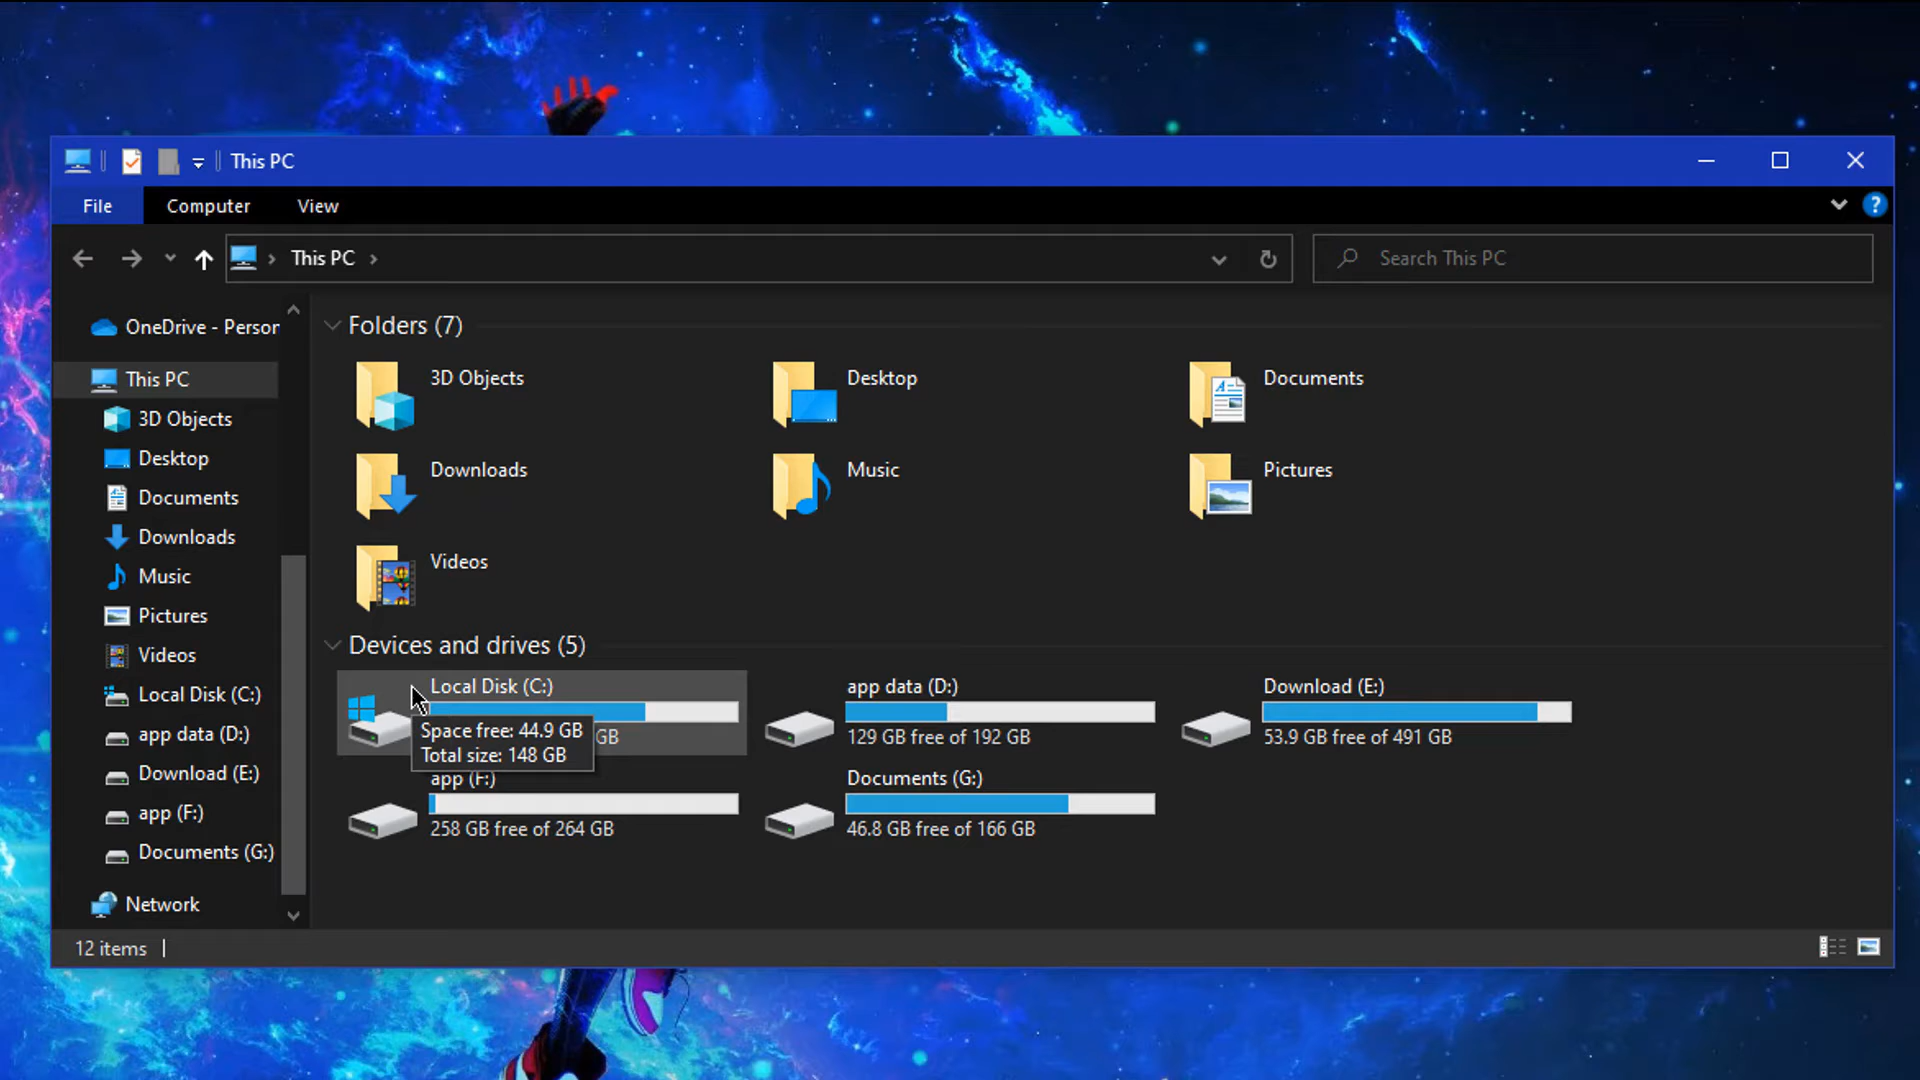 This PC
File Computer View
This PC
Search This PC
OneDrive - Person
This PC
3D Objects
Desktop
Documents
Downloads
Music
Pictures
Videos
Local Disk (C:)
app data (D:)
Download (E:)
app (F:)
Documents (G:)
Network
Folders (7)
3D Objects
Desktop
Documents
Downloads
Music
Pictures
Videos
Devices and drives (5)
Local Disk (C:)
GB
Space free: 44.9 GB
Total size: 148 GB
app data (D:)
129 GB free of 192 GB
Download (E:)
53.9 GB free of 491 GB
app (F:)
258 GB free of 264 GB
Documents (G:)
46.8 GB free of 166 GB
12 items